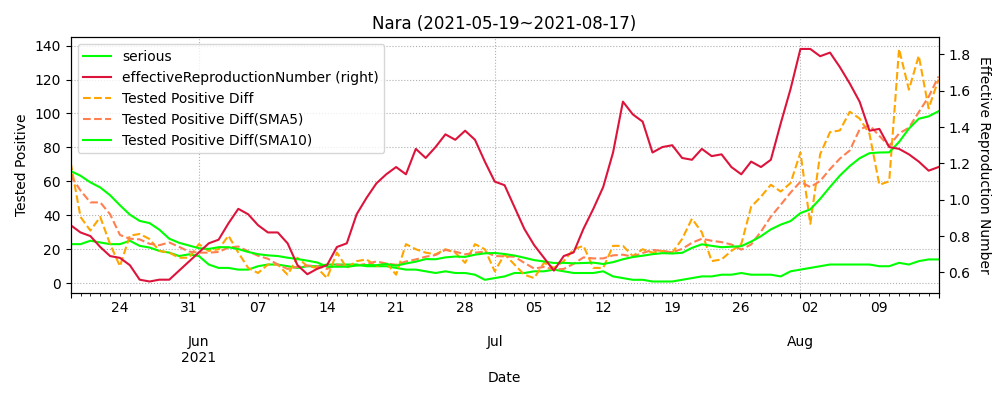 Nara (2021-05-19~2021-08-17)
serious
effectiveReproductionNumber (right)
Tested Positive Diff
Tested Positive Diff(SMA5)
Tested Positive Diff(SMA10)
Tested Positive
140
120
100
80
60
40
20
0
1.8
1.6
1.4
1.2
1.0
0.8
0.6
Effective Reproduction Number
24 31 07 14 21 28 05 12 19 26 02 09
Jun Jul Aug
2021
Date